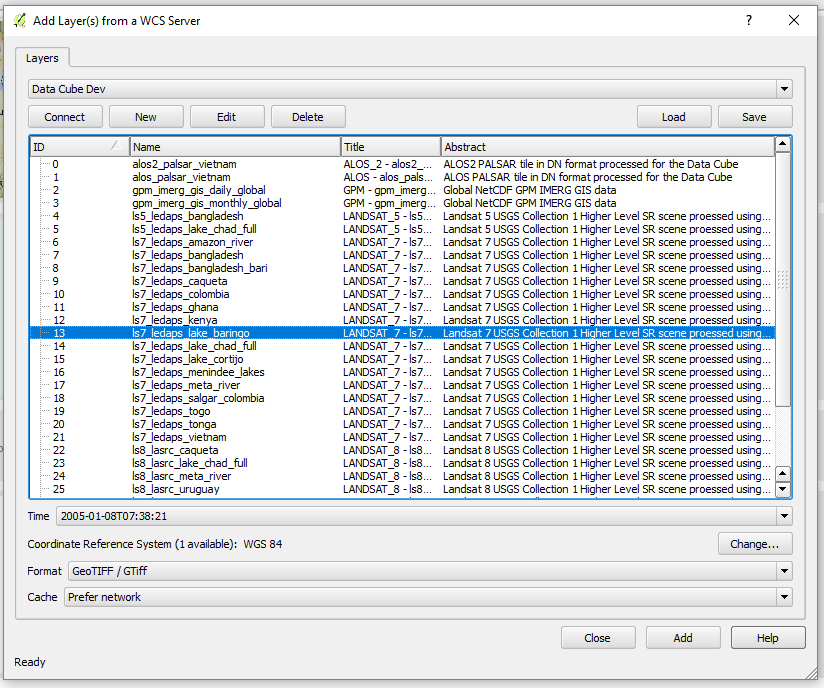 Add Layer(s) from a WCS Server ?
Layers
Data Cube Dev
Connect New Edit Delete Load Save
ID Name Title Abstract
0 alos2_palsar_vietnam ALOS_2 - alos2_... ALOS2 PALSAR tile in DN format processed for the Data Cube
1 alos_palsar_vietnam ALOS - alos_pals... ALOS PALSAR tile in DN format processed for the Data Cube
2 gpm_imerg_gis_daily_global GPM - gpm_imerg... Global NetCDF GPM IMERG GIS data
3 gpm_imerg_gis_monthly_global GPM - gpm_imerg... Global NetCDF GPM IMERG GIS data
4 ls5_ledaps_bangladesh LANDSAT_5 - ls5... Landsat 5 USGS Collection 1 Higher Level SR scene proessed using...
5 ls5_ledaps_lake_chad_full LANDSAT_5 - ls5... Landsat 5 USGS Collection 1 Higher Level SR scene proessed using...
6 ls7_ledaps_amazon_river LANDSAT_7 - ls7... Landsat 7 USGS Collection 1 Higher Level SR scene proessed using...
7 ls7_ledaps_bangladesh LANDSAT_7 - ls7... Landsat 7 USGS Collection 1 Higher Level SR scene proessed using...
8 ls7_ledaps_bangladesh_bari LANDSAT_7 - ls7... Landsat 7 USGS Collection 1 Higher Level SR scene proessed using...
9 ls7_ledaps_caqueta LANDSAT_7 - ls7... Landsat 7 USGS Collection 1 Higher Level SR scene proessed using...
10 ls7_ledaps_colombia LANDSAT_7 - ls7... Landsat 7 USGS Collection 1 Higher Level SR scene proessed using...
11 ls7_ledaps_ghana LANDSAT_7 - ls7... Landsat 7 USGS Collection 1 Higher Level SR scene proessed using...
12 ls7_ledaps_kenya LANDSAT_7 - ls7... Landsat 7 USGS Collection 1 Higher Level SR scene proessed using...
13 ls7_ledaps_lake_baringo LANDSAT_7 - ls7... Landsat 7 USGS Collection 1 Higher Level SR scene proessed using...
14 ls7_ledaps_lake_chad_full LANDSAT_7 - ls7... Landsat 7 USGS Collection 1 Higher Level SR scene proessed using...
15 ls7_ledaps_lake_cortijo LANDSAT_7 - ls7... Landsat 7 USGS Collection 1 Higher Level SR scene proessed using...
16 ls7_ledaps_menindee_lakes LANDSAT_7 - ls7... Landsat 7 USGS Collection 1 Higher Level SR scene proessed using...
17 ls7_ledaps_meta_river LANDSAT_7 - ls7... Landsat 7 USGS Collection 1 Higher Level SR scene proessed using...
18 ls7_ledaps_salgar_colombia LANDSAT_7 - ls7... Landsat 7 USGS Collection 1 Higher Level SR scene proessed using...
19 ls7_ledaps_togo LANDSAT_7 - ls7... Landsat 7 USGS Collection 1 Higher Level SR scene proessed using...
20 ls7_ledaps_tonga LANDSAT_7 - ls7... Landsat 7 USGS Collection 1 Higher Level SR scene proessed using...
21 ls7_ledaps_vietnam LANDSAT_7 - ls7... Landsat 7 USGS Collection 1 Higher Level SR scene proessed using...
22 ls8_lasrc_caqueta LANDSAT_8 - ls8... Landsat 8 USGS Collection 1 Higher Level SR scene proessed using...
23 ls8_lasrc_lake_chad_full LANDSAT_8 - ls8... Landsat 8 USGS Collection 1 Higher Level SR scene proessed using...
24 ls8_lasrc_meta_river LANDSAT_8 - ls8... Landsat 8 USGS Collection 1 Higher Level SR scene proessed using...
25 ls8_lasrc_uruguay LANDSAT_8 - ls8... Landsat 8 USGS Collection 1 Higher Level SR scene proessed using...
Time 2005-01-08T07:38:21
Coordinate Reference System (1 available): WGS 84 Change...
Format GeoTIFF / GTiff
Cache Prefer network
Close Add Help
Ready